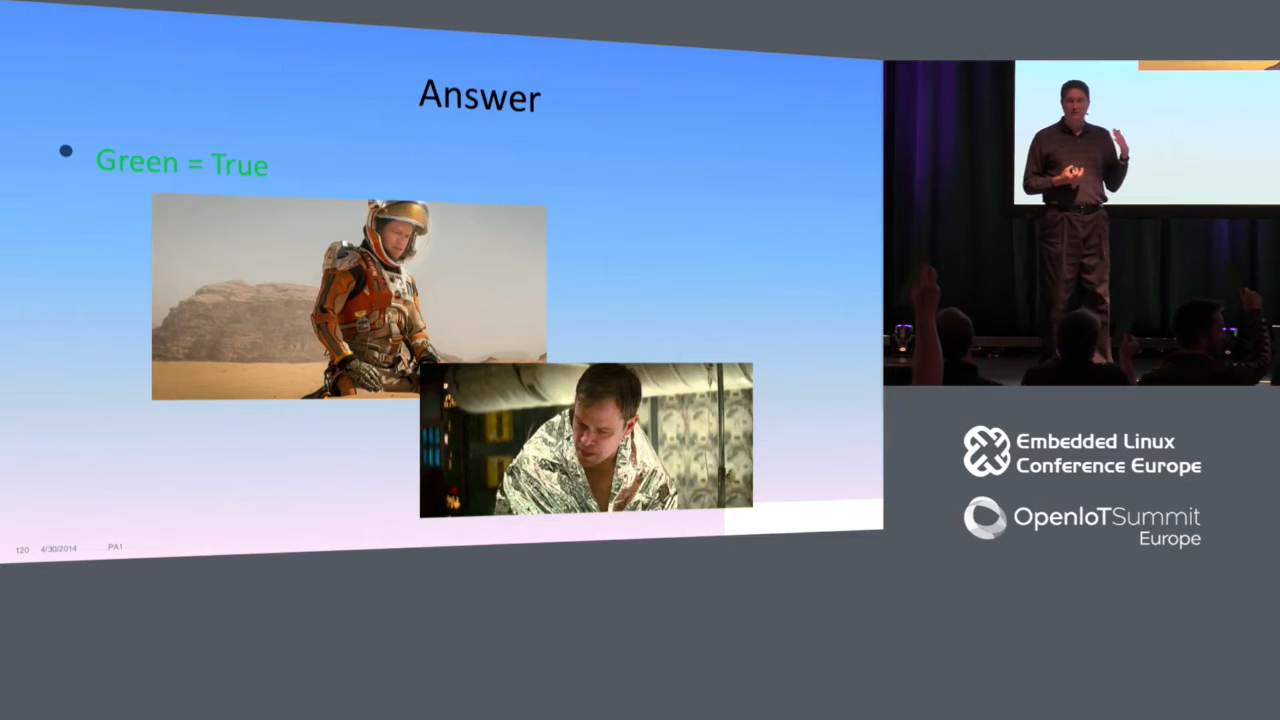 Answer
Green = True
120 4/30/2014 PA1
Embedded Linux
Conference Europe
OpenIoTSummit
Europe